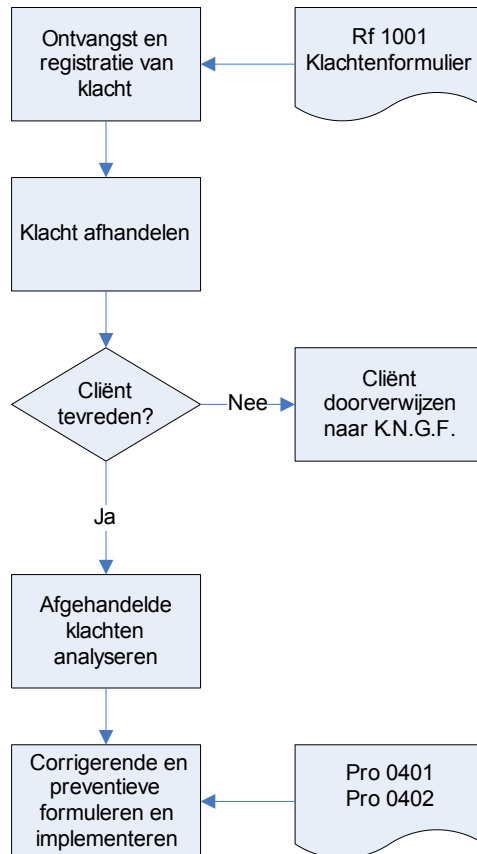 Ontvangst en
registratie van
klacht
Rf 1001
Klachtenformulier
Klacht afhandelen
Cliënt
tevreden?
Nee
Cliënt
doorverwijzen
naar K.N.G.F.
Ja
Afgehandelde
klachten
analyseren
Corrigerende en
preventieve
formuleren en
implementeren
Pro 0401
Pro 0402